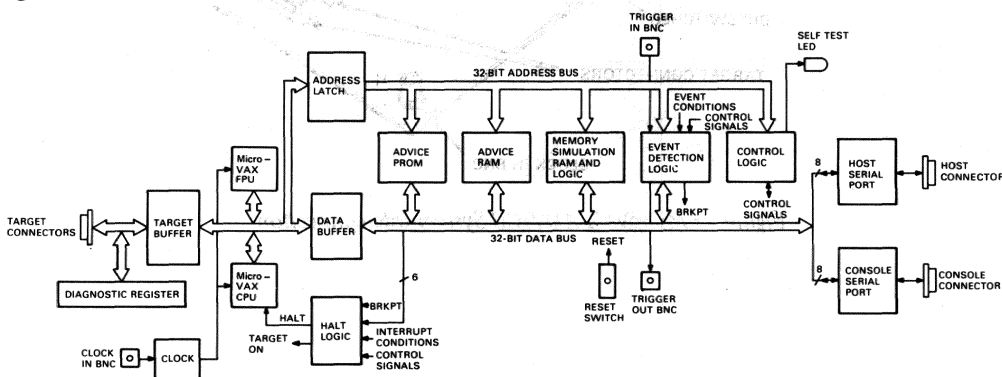 TRIGGER
IN BNC
SELF TEST
LED
ADDRESS
LATCH
32-BIT ADDRESS BUS
EVENT
CONDITIONS
CONTROL
SIGNALS
ADVICE
PROM
ADVICE
RAM
MEMORY
SIMULATION
RAM AND
LOGIC
EVENT
DETECTION
LOGIC
CONTROL
LOGIC
HOST
SERIAL
PORT
HOST
CONNECTOR
8
Micro-
VAX
FPU
BRKPT
CONTROL
SIGNALS
TARGET
CONNECTORS
TARGET
BUFFER
DATA
BUFFER
32-BIT DATA BUS
RESET
DIAGNOSTIC REGISTER
Micro-
VAX
CPU
6
8
CONSOLE
SERIAL
PORT
CONSOLE
CONNECTOR
HALT
HALT
LOGIC
BRKPT
RESET
SWITCH
TRIGGER
OUT BNC
TARGET
ON
INTERRUPT
CONDITIONS
CONTROL
SIGNALS
CLOCK
IN BNC
CLOCK